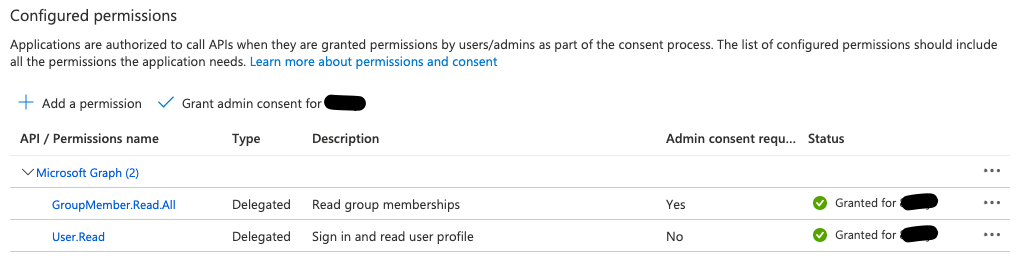 Configured permissions
Applications are authorized to call APIs when they are granted permissions by users/admins as part of the consent process. The list of configured permissions should include
all the permissions the application needs. Learn more about permissions and consent
Add a permission Grant admin consent for
API / Permissions name Type Description Admin consent requ... Status
Microsoft Graph (2) ...
GroupMember.Read.All Delegated Read group memberships Yes Granted for ...
User.Read Delegated Sign in and read user profile No Granted for ...